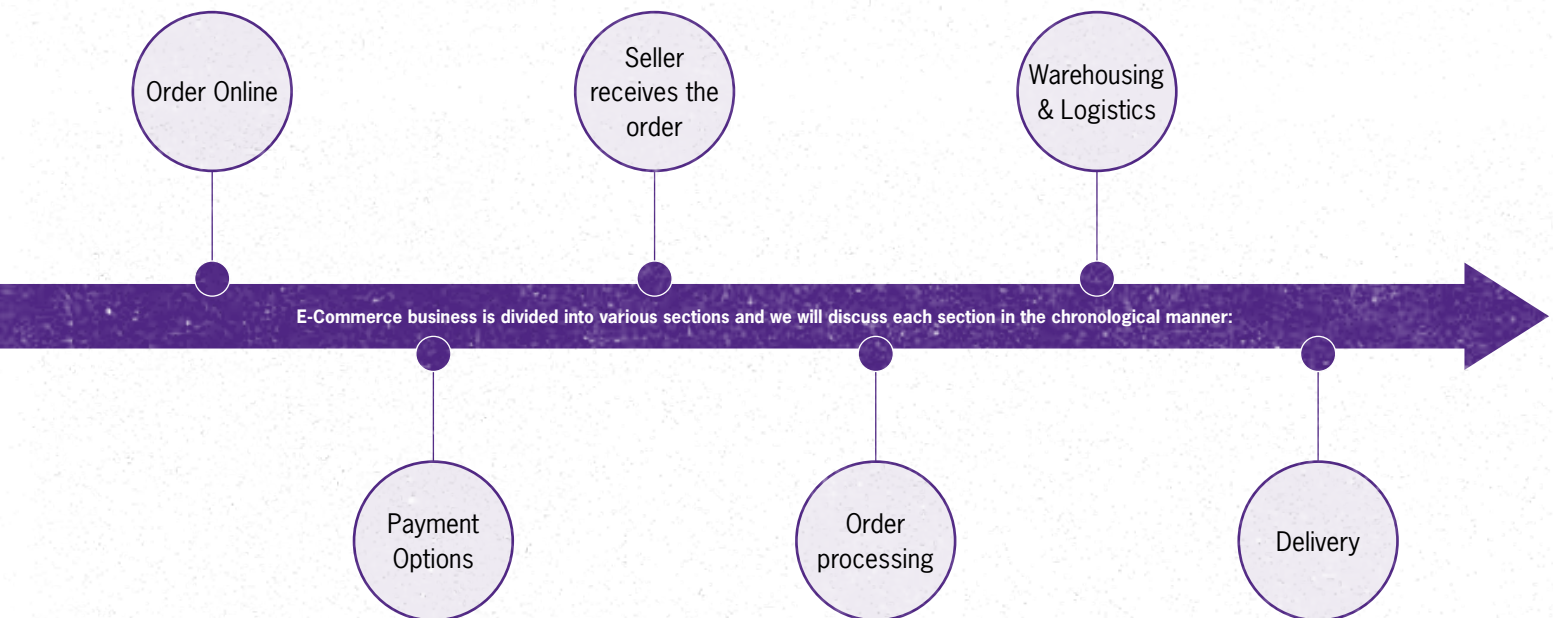 Order Online
Seller
receives the
order
Warehousing
& Logistics
E-Commerce business is divided into various sections and we will discuss each section in the chronological manner:
Payment
Options
Order
processing
Delivery